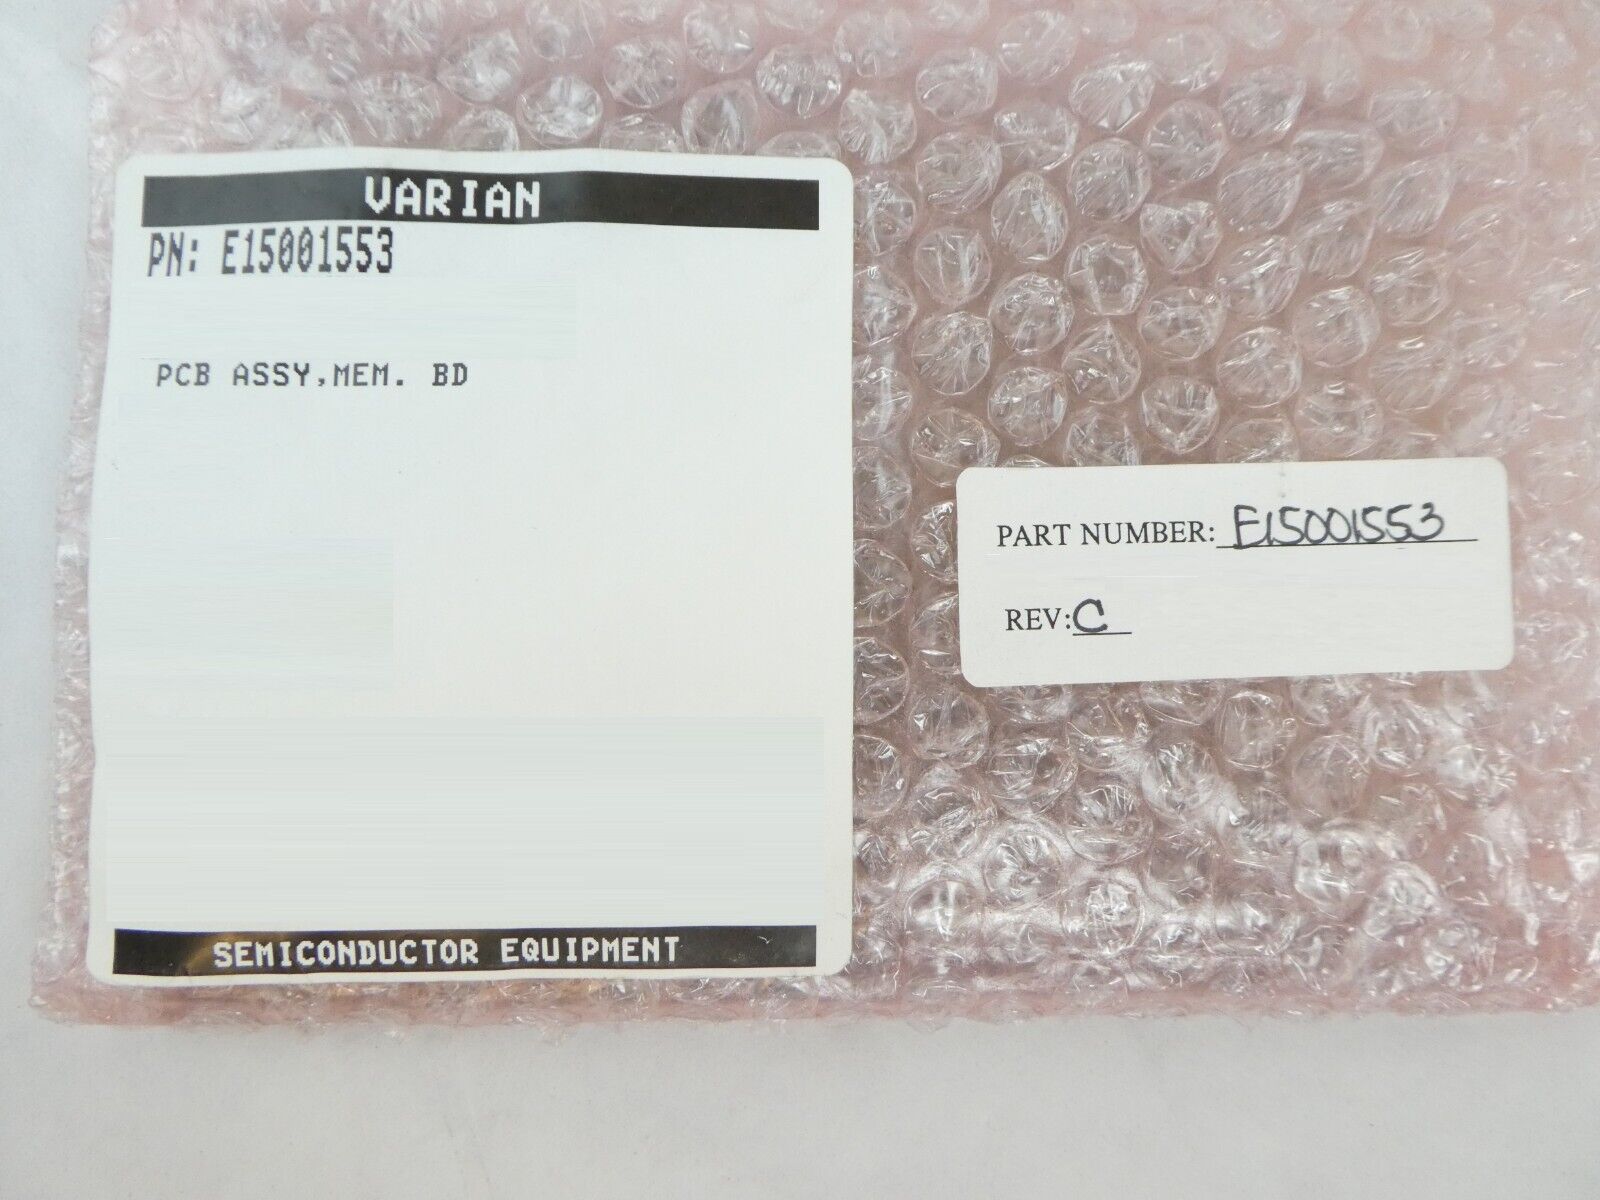 VARIAN
PN: E15001553
PCB ASSY,MEM. BD
SEMICONDUCTOR EQUIPMENT
PART NUMBER: E15001553
REV: C